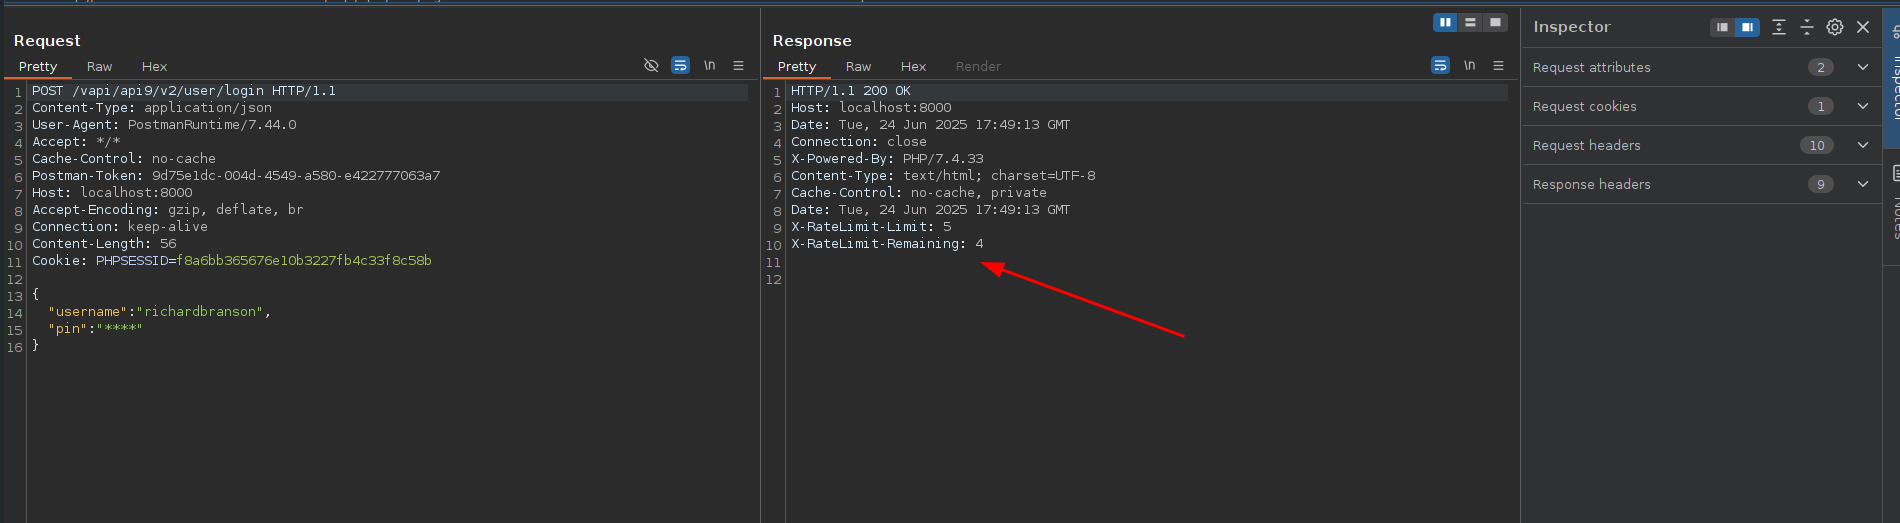 Request
Pretty Raw Hex
\n
1 POST /vapi/api9/v2/user/login HTTP/1.1
2 Content-Type: application/json
3 User-Agent: PostmanRuntime/7.44.0
4 Accept: */*
5 Cache-Control: no-cache
6 Postman-Token: 9d75e1dc-004d-4549-a580-e422777063a7
7 Host: localhost:8000
8 Accept-Encoding: gzip, deflate, br
9 Connection: keep-alive
10 Content-Length: 56
11 Cookie: PHPSESSID=f8a6bb365676e10b3227fb4c33f8c58b
12
13 {
14 "username":"richardbranson",
15 "pin":"****"
16 }
Response
Pretty Raw Hex Render
\n
1 HTTP/1.1 200 OK
2 Host: localhost:8000
3 Date: Tue, 24 Jun 2025 17:49:13 GMT
4 Connection: close
5 X-Powered-By: PHP/7.4.33
6 Content-Type: text/html; charset=UTF-8
7 Cache-Control: no-cache, private
8 Date: Tue, 24 Jun 2025 17:49:13 GMT
9 X-RateLimit-Limit: 5
10 X-RateLimit-Remaining: 4
11
12
Inspector
Request attributes 2
Request cookies 1
Request headers 10
Response headers 9
Inspector
Notes